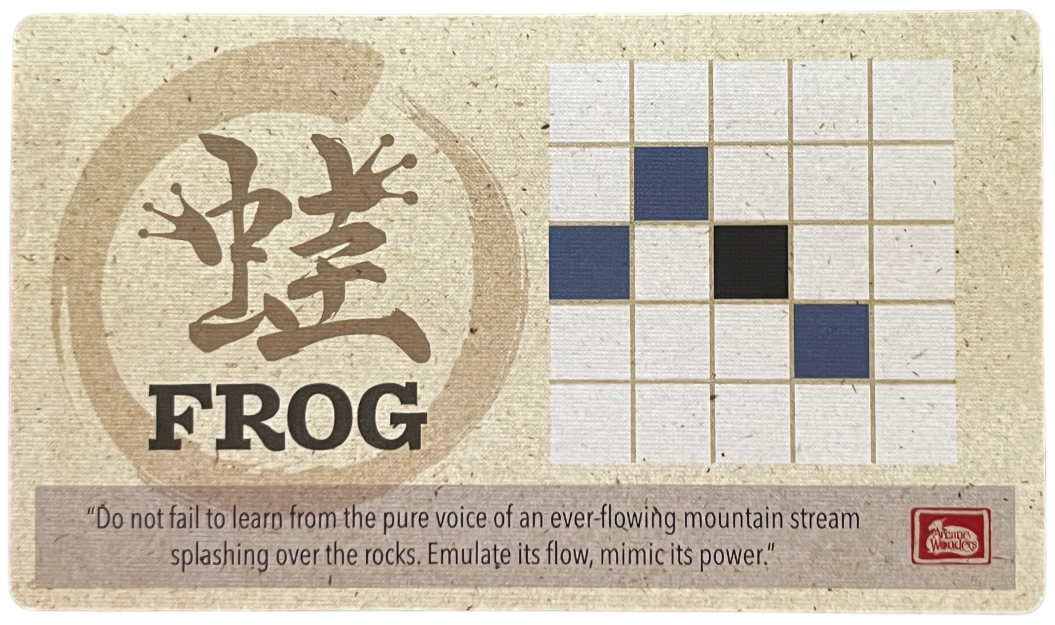 蛙
FROG
“Do not fail to learn from the pure voice of an ever-flowing mountain stream
splashing over the rocks. Emulate its flow, mimic its power.“
Arcane
Wonders